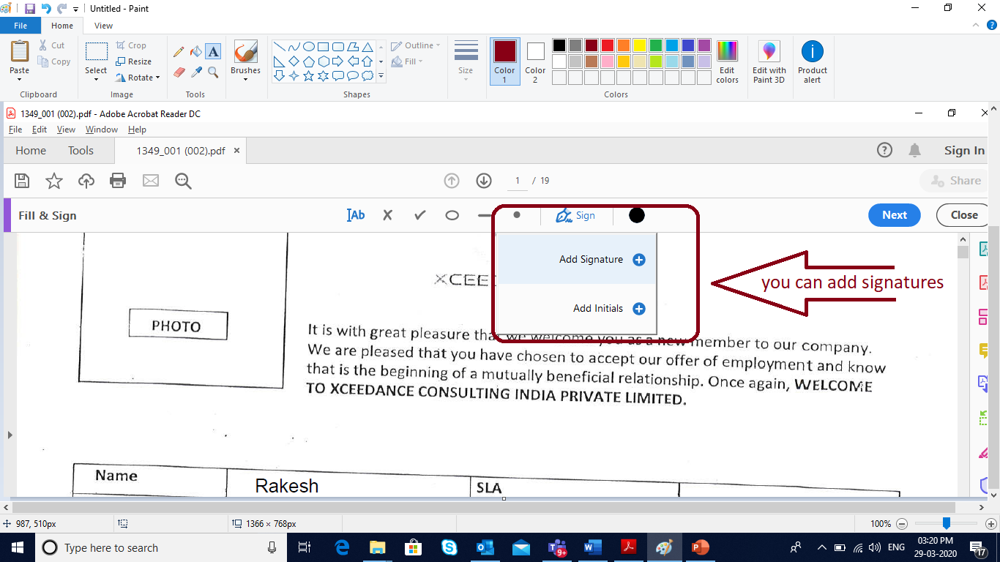 Untitled - Paint
File Home View
Paste
Cut
Copy
Clipboard
Select
Crop
Resize
Rotate
Image
A
Tools
Brushes
Outline
Fill
Shapes
Size
Color 1
Color 2
Edit colors
Colors
Edit with Paint 3D
Product alert
1349_001 (002).pdf - Adobe Acrobat Reader DC
File Edit View Window Help
Home Tools 1349_001 (002).pdf × Sign In
1 / 19 Share
Fill & Sign Ab Sign Next Close
Add Signature
Add Initials
you can add signatures
XCEE
PHOTO
It is with great pleasure that we welcome you as a new member to our company.
We are pleased that you have chosen to accept our offer of employment and know
that is the beginning of a mutually beneficial relationship. Once again, WELCOME
TO XCEEDANCE CONSULTING INDIA PRIVATE LIMITED.
Name Rakesh SLA
987, 510px 1366 × 768px 100%
Type here to search 9+ ENG 03:20 PM
29-03-2020 17